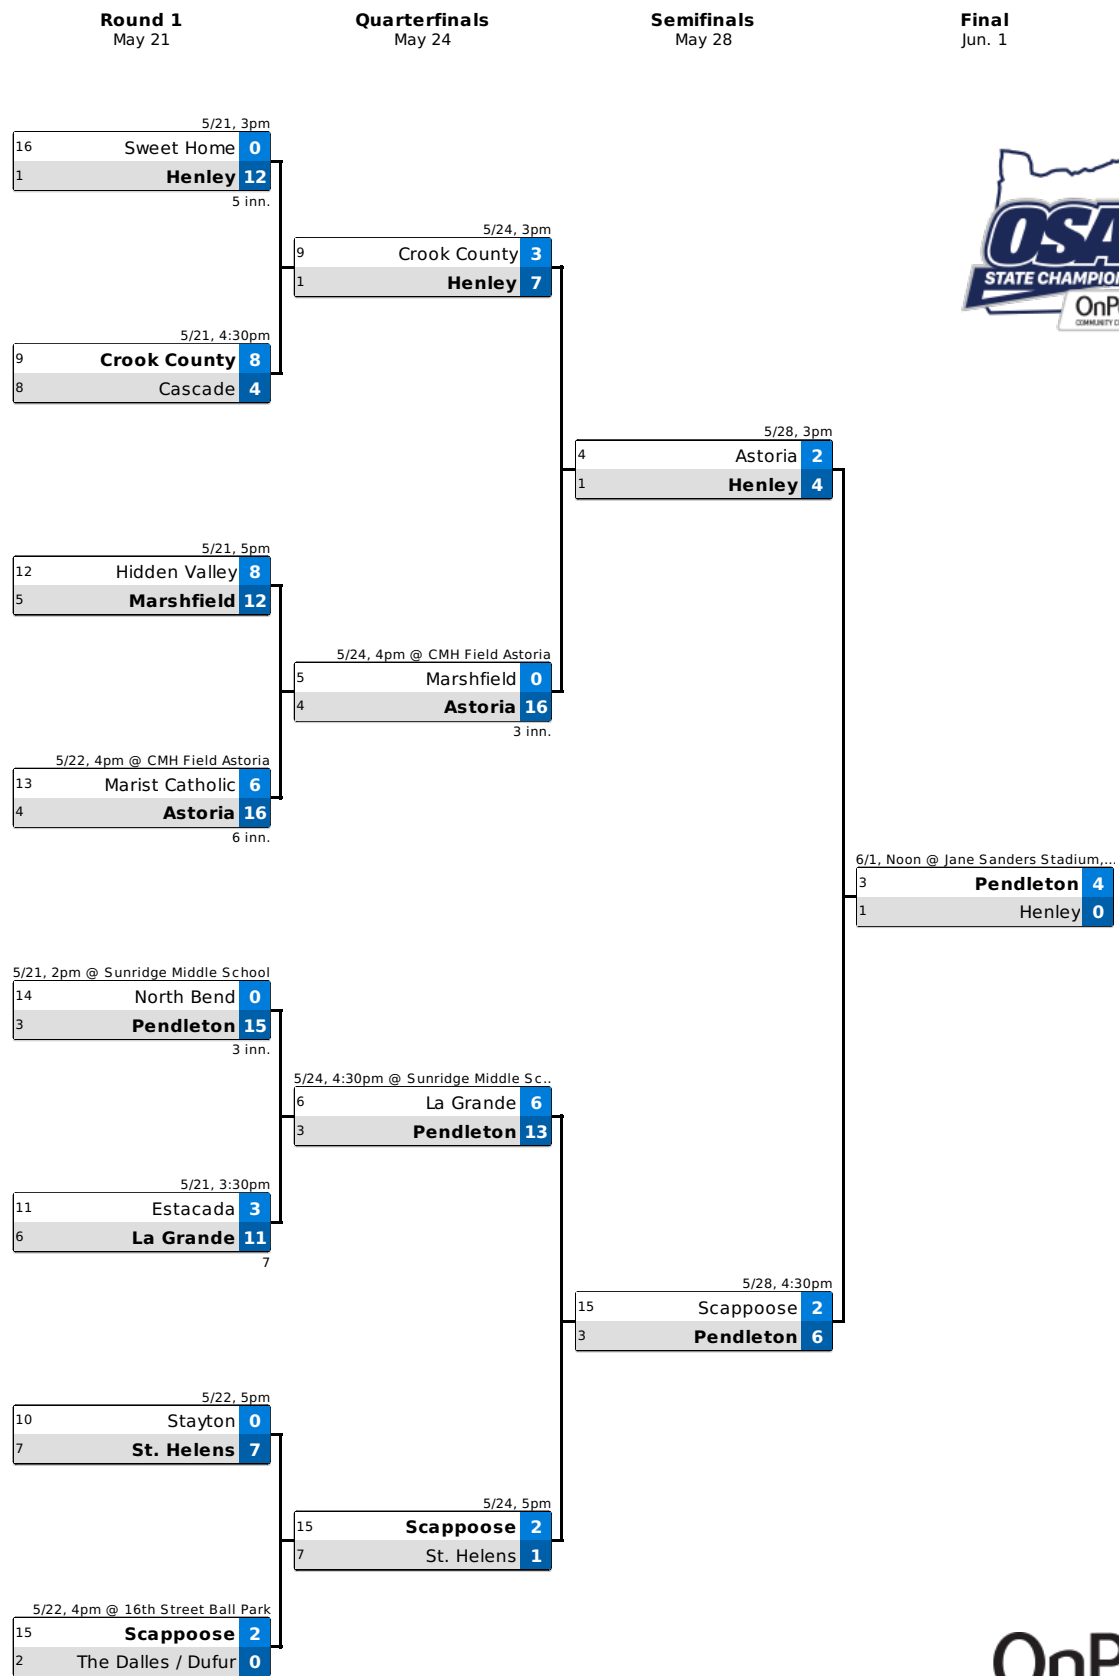 Round 1
May 21
Quarterfinals
May 24
Semifinals
May 28
Final
Jun. 1
5/21, 3pm
16 Sweet Home 0
1 Henley 12
5 inn.
5/21, 4:30pm
9 Crook County 8
8 Cascade 4
5/21, 5pm
12 Hidden Valley 8
5 Marshfield 12
5/22, 4pm @ CMH Field Astoria
13 Marist Catholic 6
4 Astoria 16
6 inn.
5/21, 2pm @ Sunridge Middle School
14 North Bend 0
3 Pendleton 15
3 inn.
5/21, 3:30pm
11 Estacada 3
6 La Grande 11
7
5/22, 5pm
10 Stayton 0
7 St. Helens 7
5/22, 4pm @ 16th Street Ball Park
15 Scappoose 2
2 The Dalles / Dufur 0
5/24, 3pm
9 Crook County 3
1 Henley 7
5/24, 4pm @ CMH Field Astoria
5 Marshfield 0
4 Astoria 16
3 inn.
5/24, 4:30pm @ Sunridge Middle Sc..
6 La Grande 6
3 Pendleton 13
5/24, 5pm
15 Scappoose 2
7 St. Helens 1
5/28, 3pm
4 Astoria 2
1 Henley 4
5/28, 4:30pm
15 Scappoose 2
3 Pendleton 6
6/1, Noon @ Jane Sanders Stadium,...
3 Pendleton 4
1 Henley 0
OSA
STATE CHAMPIO
OnP
COMMUNITY C
OnP